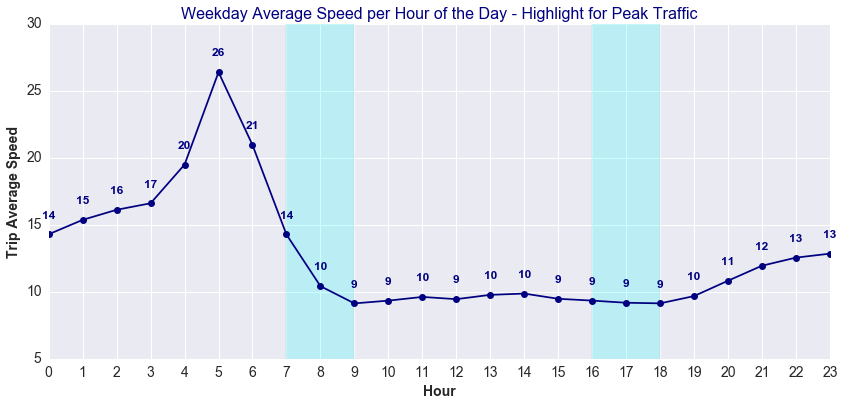 Weekday Average Speed per Hour of the Day - Highlight for Peak Traffic
30
25
20
15
10
5
Trip Average Speed
14 15 16 17 20 26 21 14 10 9 9 10 9 10 10 9 9 9 9 10 11 12 13 13
0 1 2 3 4 5 6 7 8 9 10 11 12 13 14 15 16 17 18 19 20 21 22 23
Hour